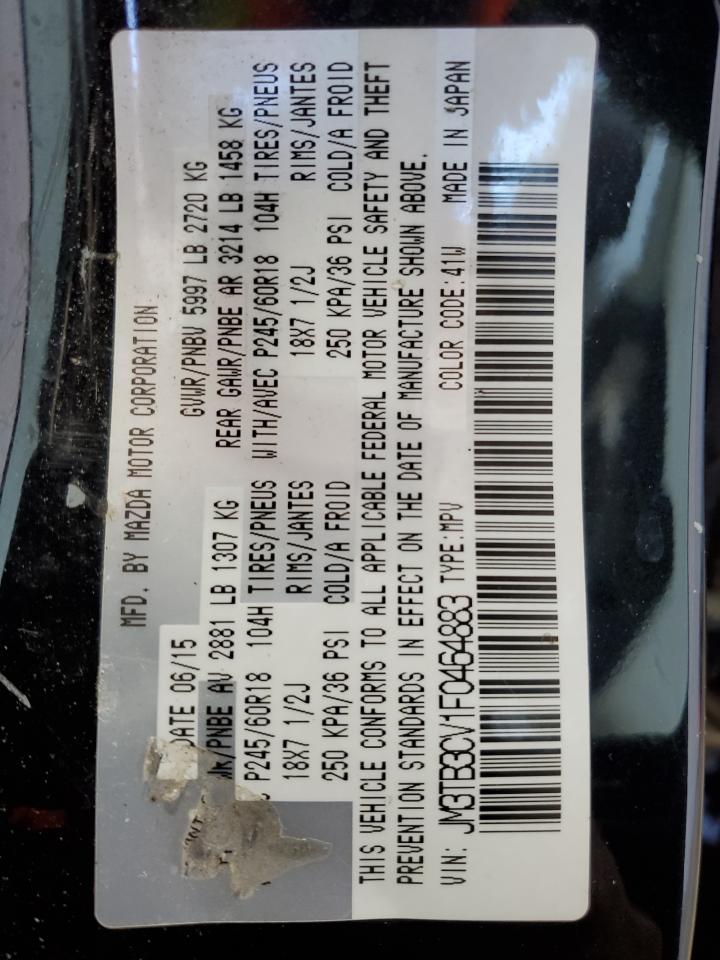 MFD. BY MAZDA MOTOR CORPORATION
DATE 06/15 GVWR/PNBV 5997 LB 2720 KG
/PNBE AV 2881 LB 1307 KG REAR GAWR/PNBE AR 3214 LB 1458 KG
P245/60R18 104H TIRES/PNEUS WITH/AVEC P245/60R18 104H TIRES/PNEUS
18X7 1/2J RIMS/JANTES 18X7 1/2J RIMS/JANTES
250 KPA/36 PSI COLD/A FROID 250 KPA/36 PSI COLD/A FROID
THIS VEHICLE CONFORMS TO ALL APPLICABLE FEDERAL MOTOR VEHICLE SAFETY AND THEFT
PREVENTION STANDARDS IN EFFECT ON THE DATE OF MANUFACTURE SHOWN ABOVE.
VIN: JM3TB3CV1F0464883 TYPE:MPV COLOR CODE:41W MADE IN JAPAN